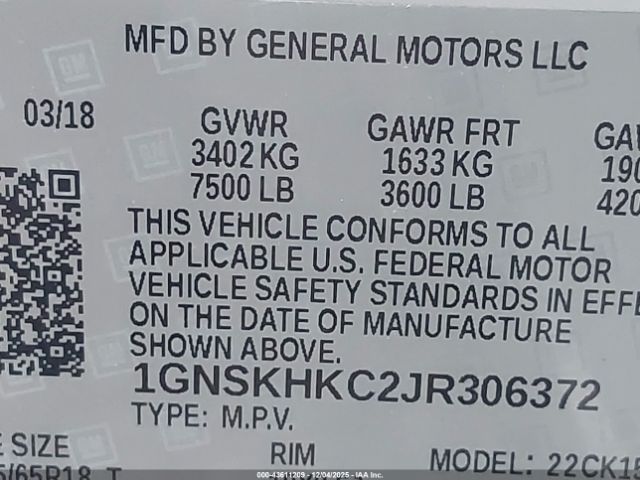 MFD BY GENERAL MOTORS LLC
03/18 GVWR GAWR FRT
3402 KG 1633 KG
7500 LB 3600 LB
THIS VEHICLE CONFORMS TO ALL
APPLICABLE U.S. FEDERAL MOTOR
VEHICLE SAFETY STANDARDS IN EFFE
ON THE DATE OF MANUFACTURE
SHOWN ABOVE.
1GNSKHKC2JR306372
TYPE: M.P.V.
SIZE RIM MODEL: 22CK15
/65R18 T
000-43611209 - 12/04/2025 - IAA Inc.